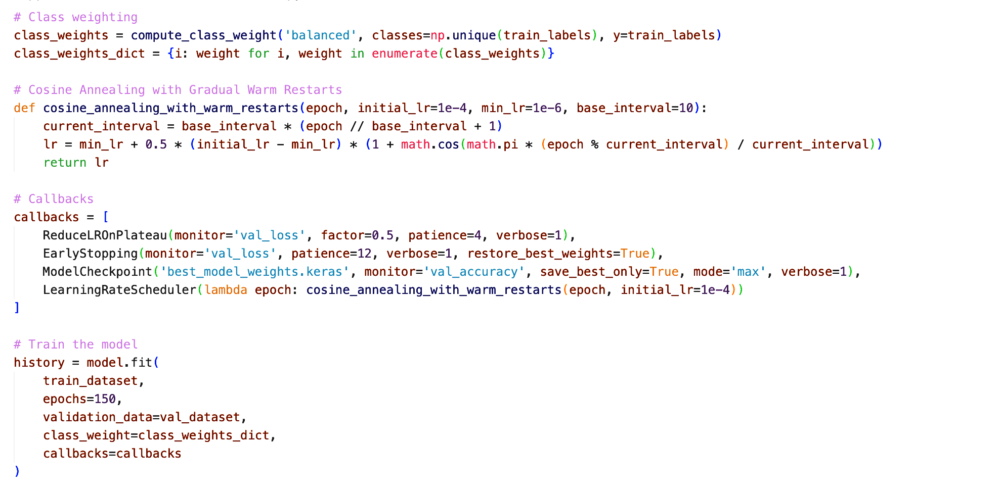 # Class weighting
class_weights = compute_class_weight('balanced', classes=np.unique(train_labels), y=train_labels)
class_weights_dict = {i: weight for i, weight in enumerate(class_weights)}
# Cosine Annealing with Gradual Warm Restarts
def cosine_annealing_with_warm_restarts(epoch, initial_lr=1e-4, min_lr=1e-6, base_interval=10):
    current_interval = base_interval * (epoch // base_interval + 1)
    lr = min_lr + 0.5 * (initial_lr - min_lr) * (1 + math.cos(math.pi * (epoch % current_interval) / current_interval))
    return lr
# Callbacks
callbacks = [
    ReduceLROnPlateau(monitor='val_loss', factor=0.5, patience=4, verbose=1),
    EarlyStopping(monitor='val_loss', patience=12, verbose=1, restore_best_weights=True),
    ModelCheckpoint('best_model_weights.keras', monitor='val_accuracy', save_best_only=True, mode='max', verbose=1),
    LearningRateScheduler(lambda epoch: cosine_annealing_with_warm_restarts(epoch, initial_lr=1e-4))
]
# Train the model
history = model.fit(
    train_dataset,
    epochs=150,
    validation_data=val_dataset,
    class_weight=class_weights_dict,
    callbacks=callbacks
)